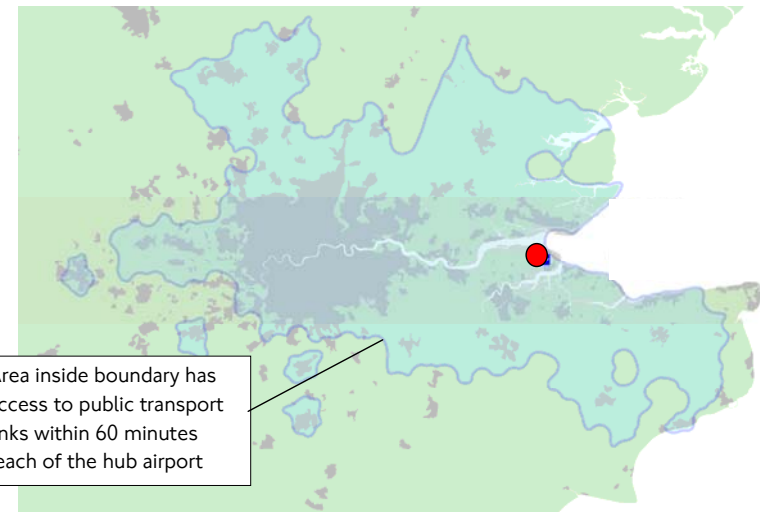 rea inside boundary has
ccess to public transport
nks within 60 minutes
each of the hub airport